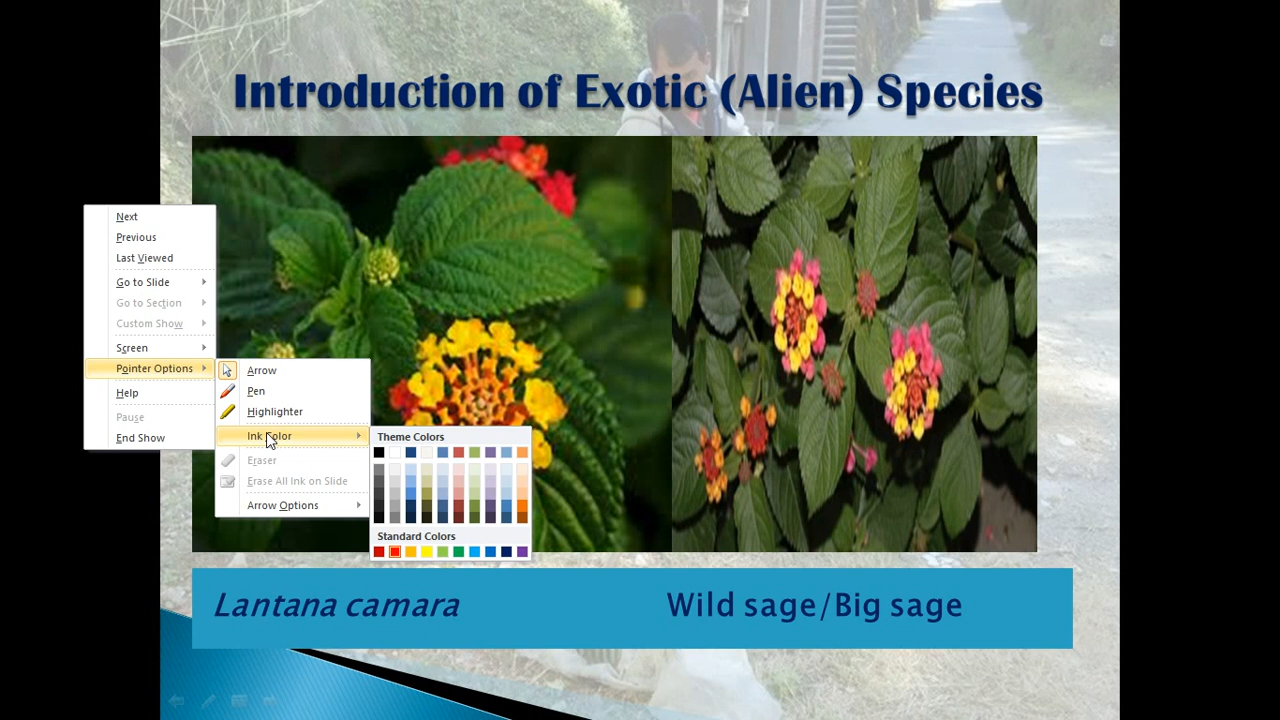 Introduction of Exotic (Alien) Species
Next
Previous
Last Viewed
Go to Slide
Go to Section
Custom Show
Screen
Pointer Options
Help
Pause
End Show
Arrow
Pen
Highlighter
Ink Color
Eraser
Erase All Ink on Slide
Arrow Options
Theme Colors
Standard Colors
Lantana camara Wild sage/Big sage